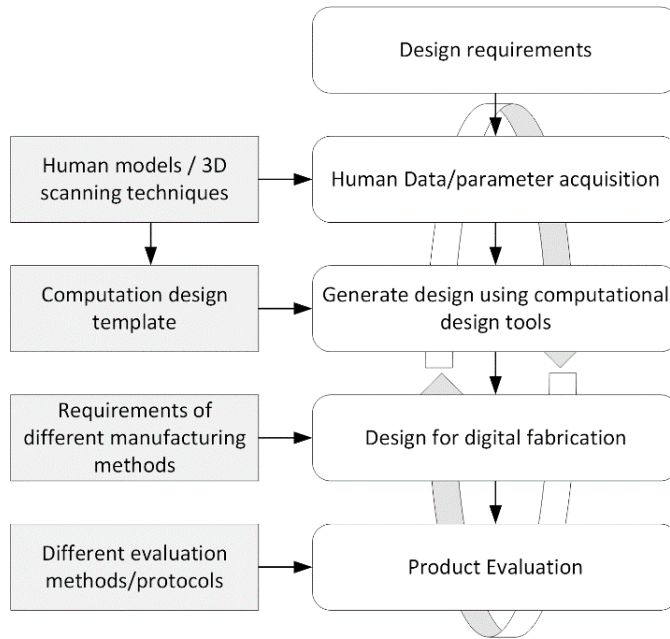 Design requirements
Human models / 3D
scanning techniques
Human Data/parameter acquisition
Computation design
template
Generate design using computational
design tools
Requirements of
different manufacturing
methods
Design for digital fabrication
Different evaluation
methods/protocols
Product Evaluation